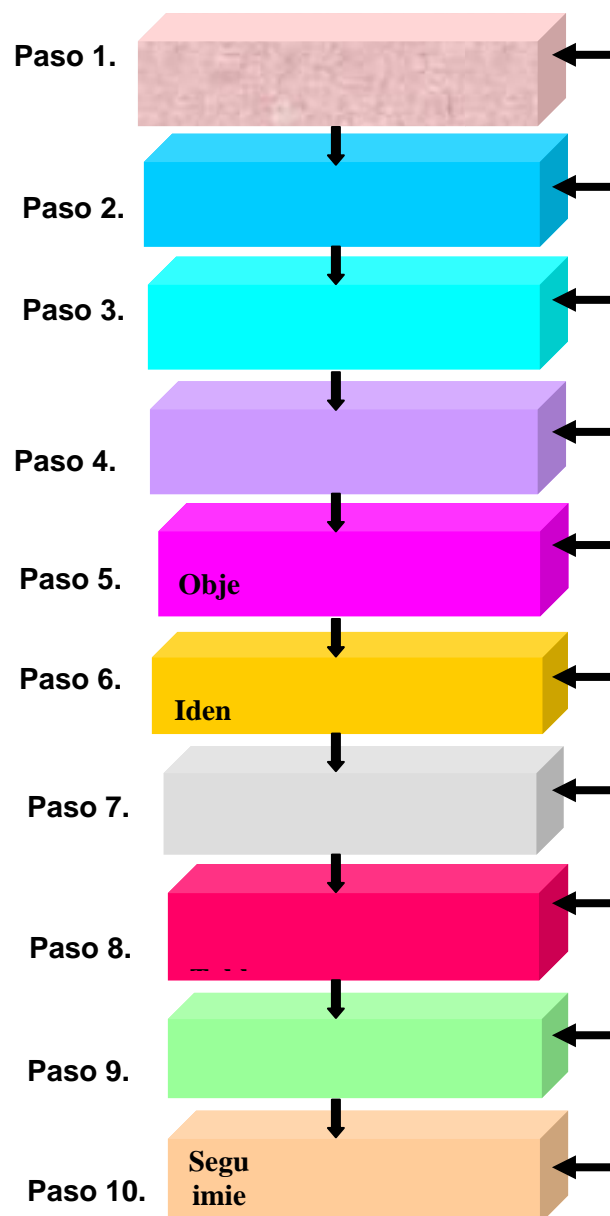 Paso 1.
Paso 2.
Paso 3.
Paso 4.
Paso 5.
Obje
Paso 6.
Iden
Paso 7.
Paso 8.
Paso 9.
Segu
imie
Paso 10.